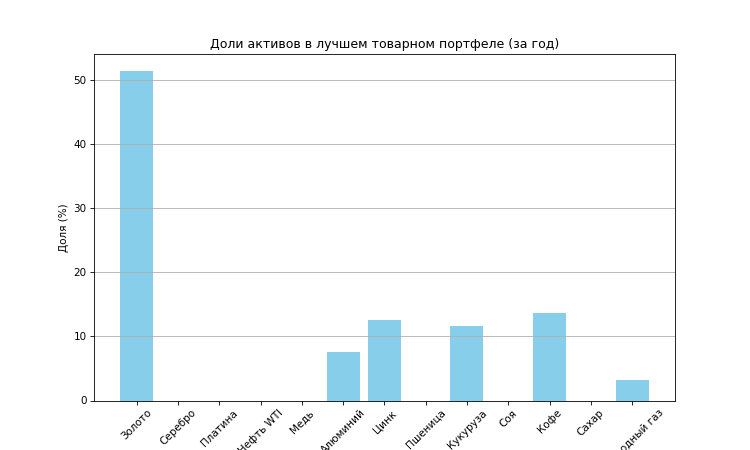 Доли активов в лучшем товарном портфеле (за год)
Доля (%)
50
40
30
20
10
0
Золото
Серебро
Платина
Нефть WTI
Медь
Алюминий
Цинк
Пшеница
Кукуруза
Соя
Кофе
Сахар
газ